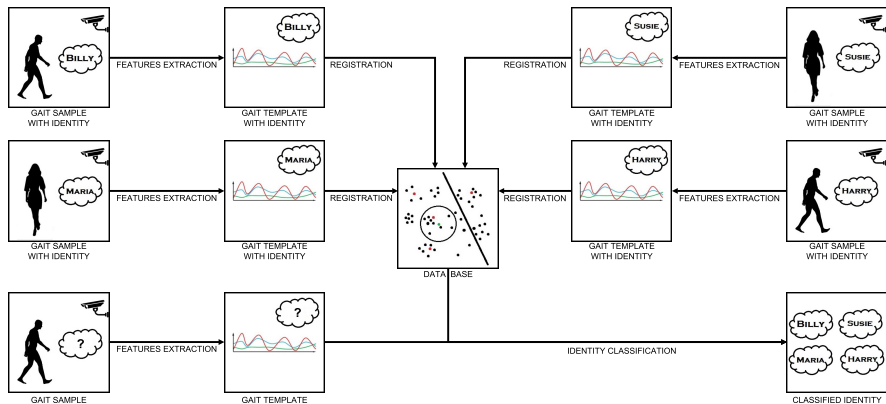 BILLY
FEATURES EXTRACTION
BILLY
REGISTRATION
SUSIE
REGISTRATION
FEATURES EXTRACTION
SUSIE
GAIT SAMPLE
WITH IDENTITY
GAIT TEMPLATE
WITH IDENTITY
GAIT TEMPLATE
WITH IDENTITY
GAIT SAMPLE
WITH IDENTITY
MARIA
FEATURES EXTRACTION
MARIA
REGISTRATION
HARRY
REGISTRATION
FEATURES EXTRACTION
HARRY
GAIT SAMPLE
WITH IDENTITY
GAIT TEMPLATE
WITH IDENTITY
DATA BASE
GAIT TEMPLATE
WITH IDENTITY
GAIT SAMPLE
WITH IDENTITY
?
FEATURES EXTRACTION
?
IDENTITY CLASSIFICATION
BILLY
SUSIE
MARIA
HARRY
GAIT SAMPLE
GAIT TEMPLATE
CLASSIFIED IDENTITY